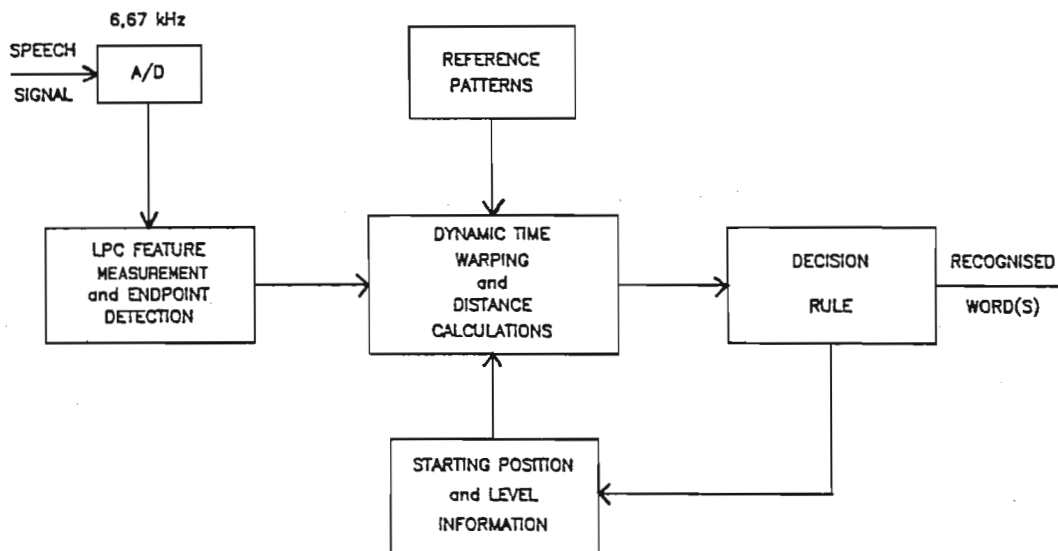 6,67 kHz
SPEECH
SIGNAL
A/D
REFERENCE
PATTERNS
LPC FEATURE
MEASUREMENT
and ENDPOINT
DETECTION
DYNAMIC TIME
WARPING
and
DISTANCE
CALCULATIONS
DECISION
RULE
RECOGNISED
WORD(S)
STARTING POSITION
and LEVEL
INFORMATION